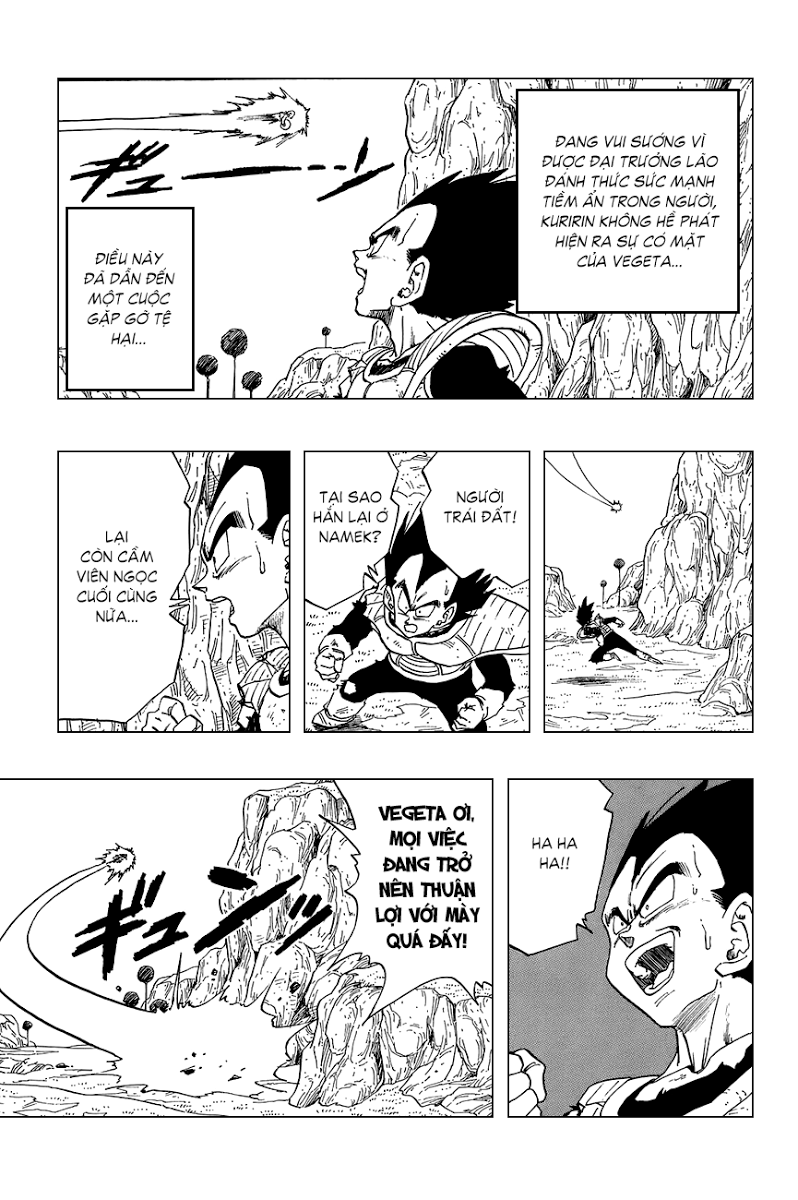 ĐANG VUI SƯỚNG VÌ
ĐƯỢC ĐẠI TRƯỞNG LÃO
ĐÁNH THỨC SỨC MẠNH
TIỀM ẨN TRONG NGƯỜI,
KURIRIN KHÔNG HỀ PHÁT
HIỆN RA SỰ CÓ MẶT
CỦA VEGETA...
ギューーン
ĐIỀU NÀY
ĐÃ DẪN ĐẾN
MỘT CUỘC
GẶP GỠ TỆ
HẠI...
NGƯỜI
TRÁI ĐẤT!
TẠI SAO
HẮN LẠI Ở
NAMEK?
LẠI
CÒN CẦM
VIÊN NGỌC
CUỐI CÙNG
NỮA...
HA HA
HA!!
VEGETA ƠI,
MỌI VIỆC
ĐANG TRỞ
NÊN THUẬN
LỢI VỚI MÀY
QUÁ ĐẤY!
ギュンッ